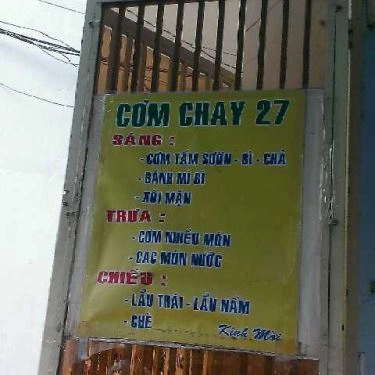 CƠM CHAY 27
SÁNG :
- CƠM TẤM SƯỜN - BÌ - CHẢ
- BÁNH MÌ BÌ
- XÔI MẶN
TRƯA :
- CƠM NHIỀU MÓN
- CÁC MÓN NƯỚC
CHIỀU :
- LẨU THÁI - LẨU NẤM
- CHÈ
Kính Mời